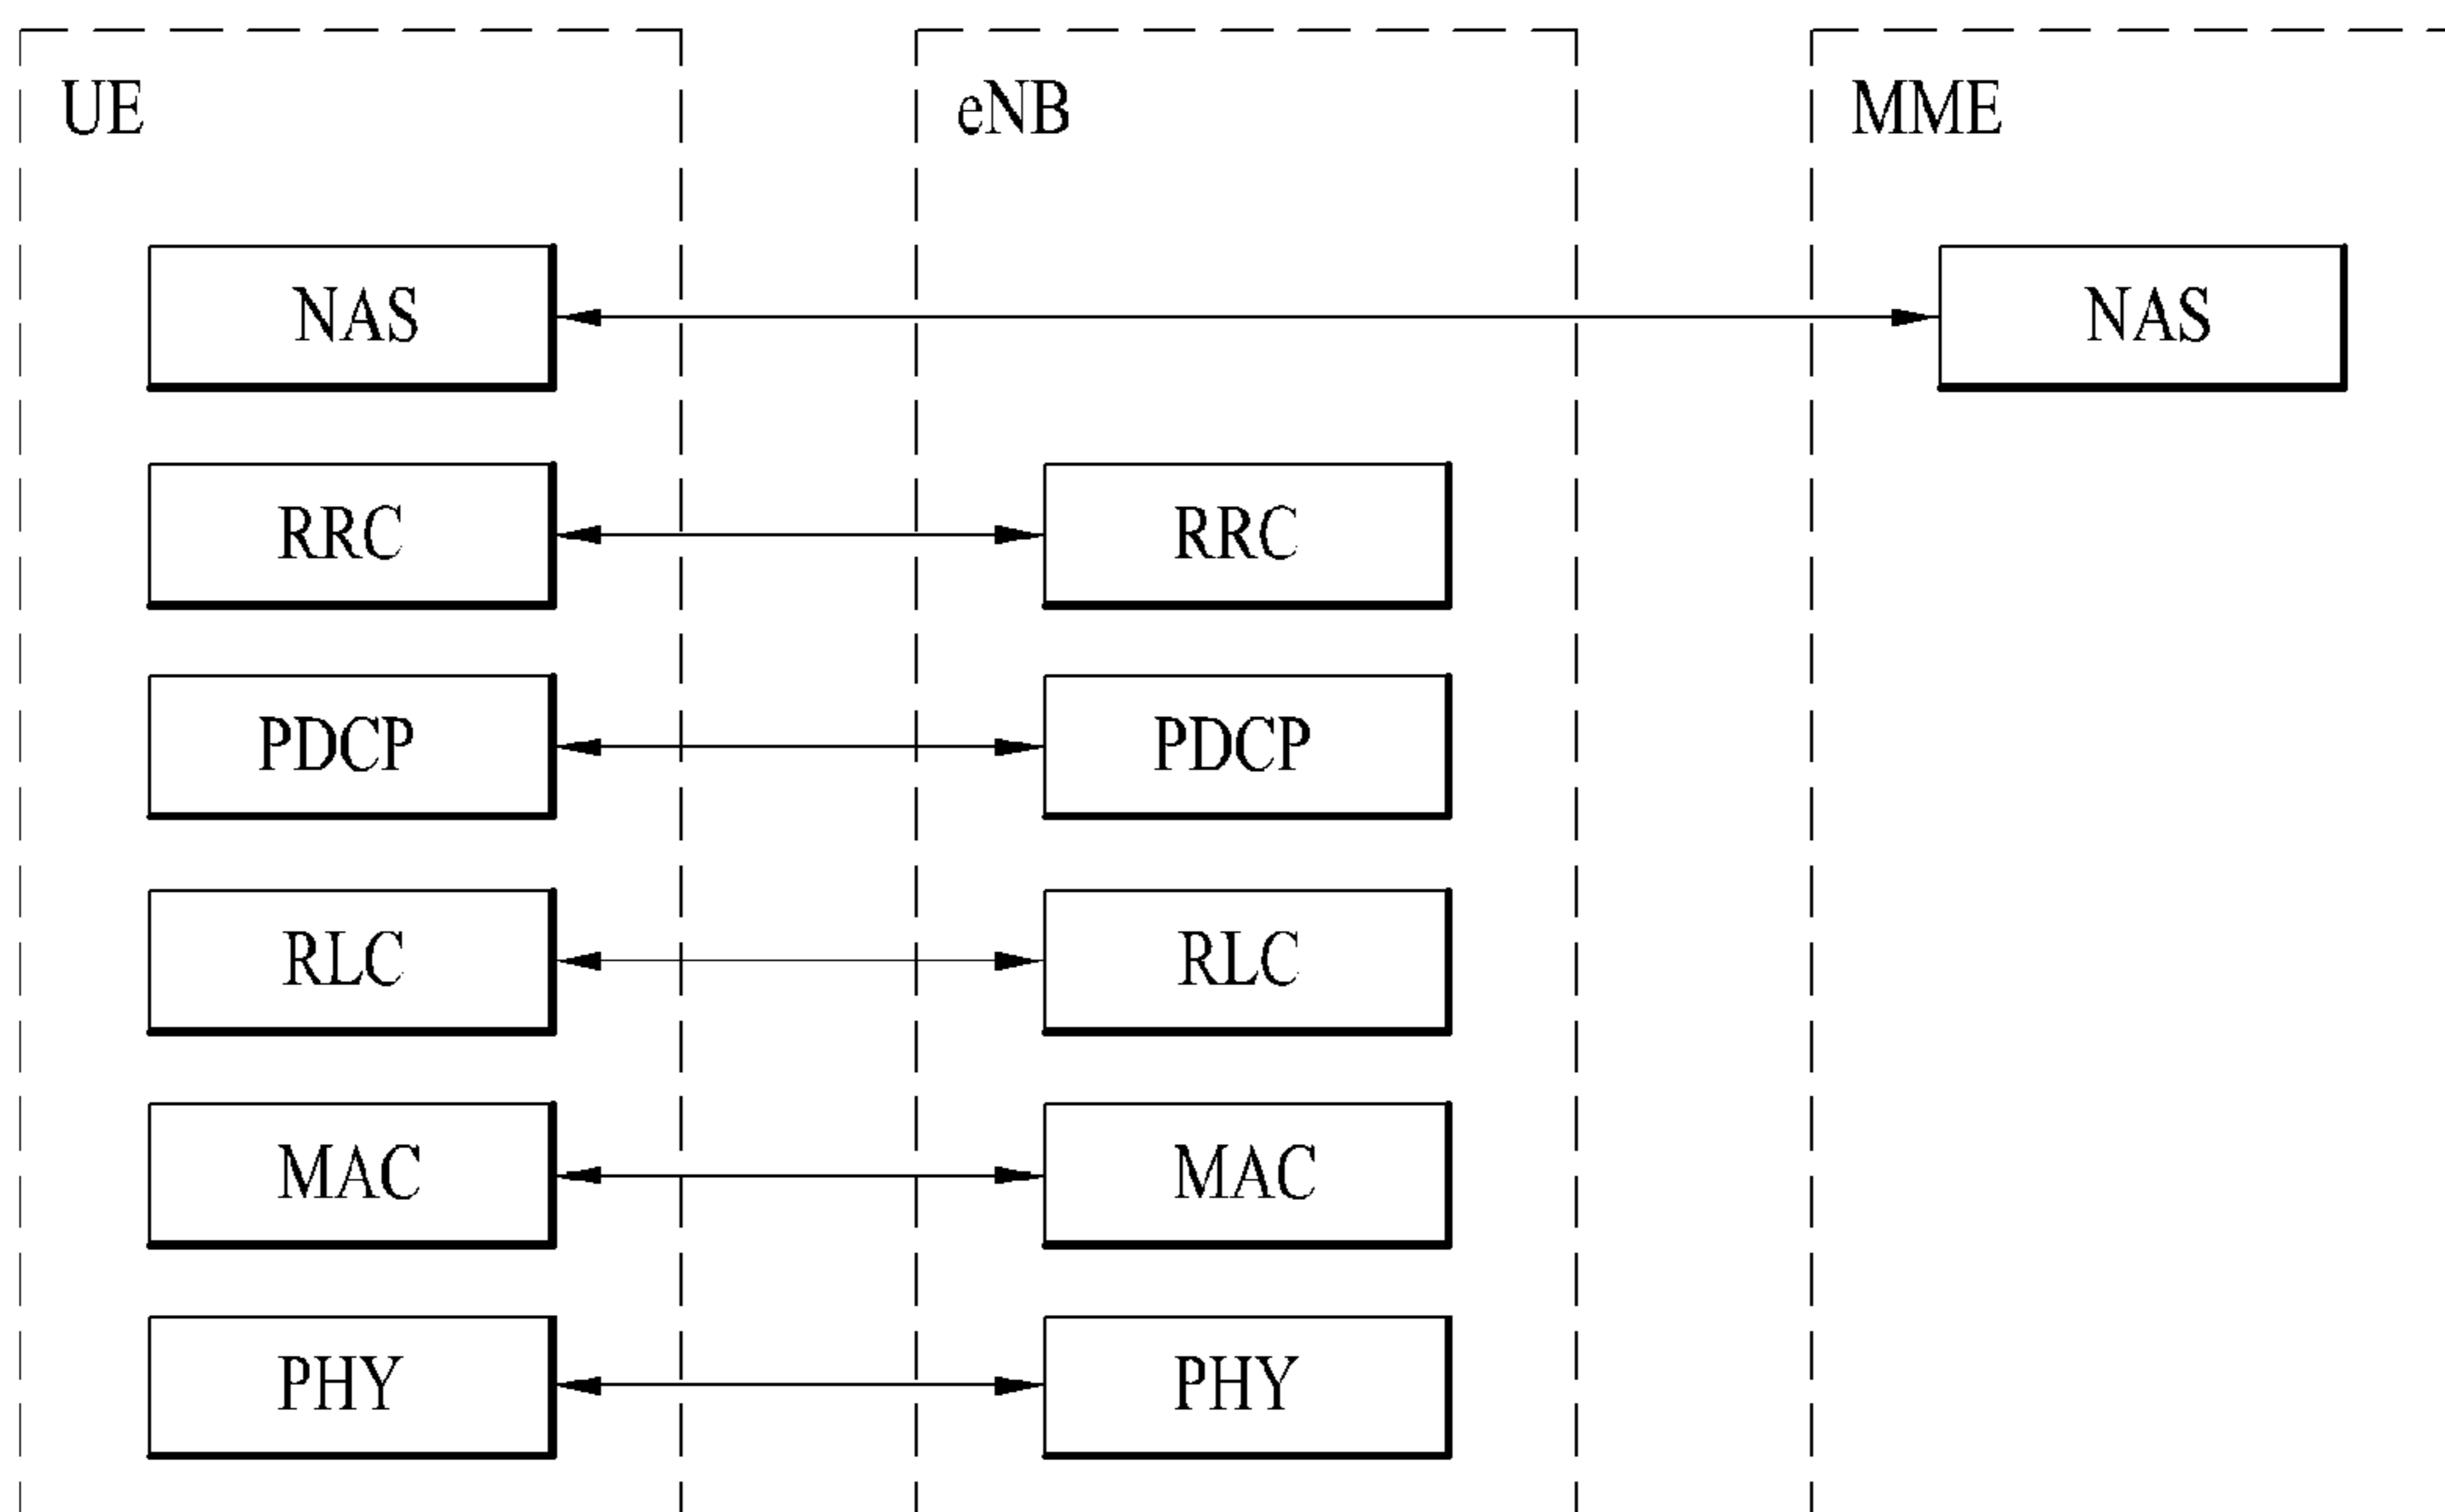 UE eNB MME
NAS NAS
RRC RRC
PDCP PDCP
RLC RLC
MAC MAC
PHY PHY